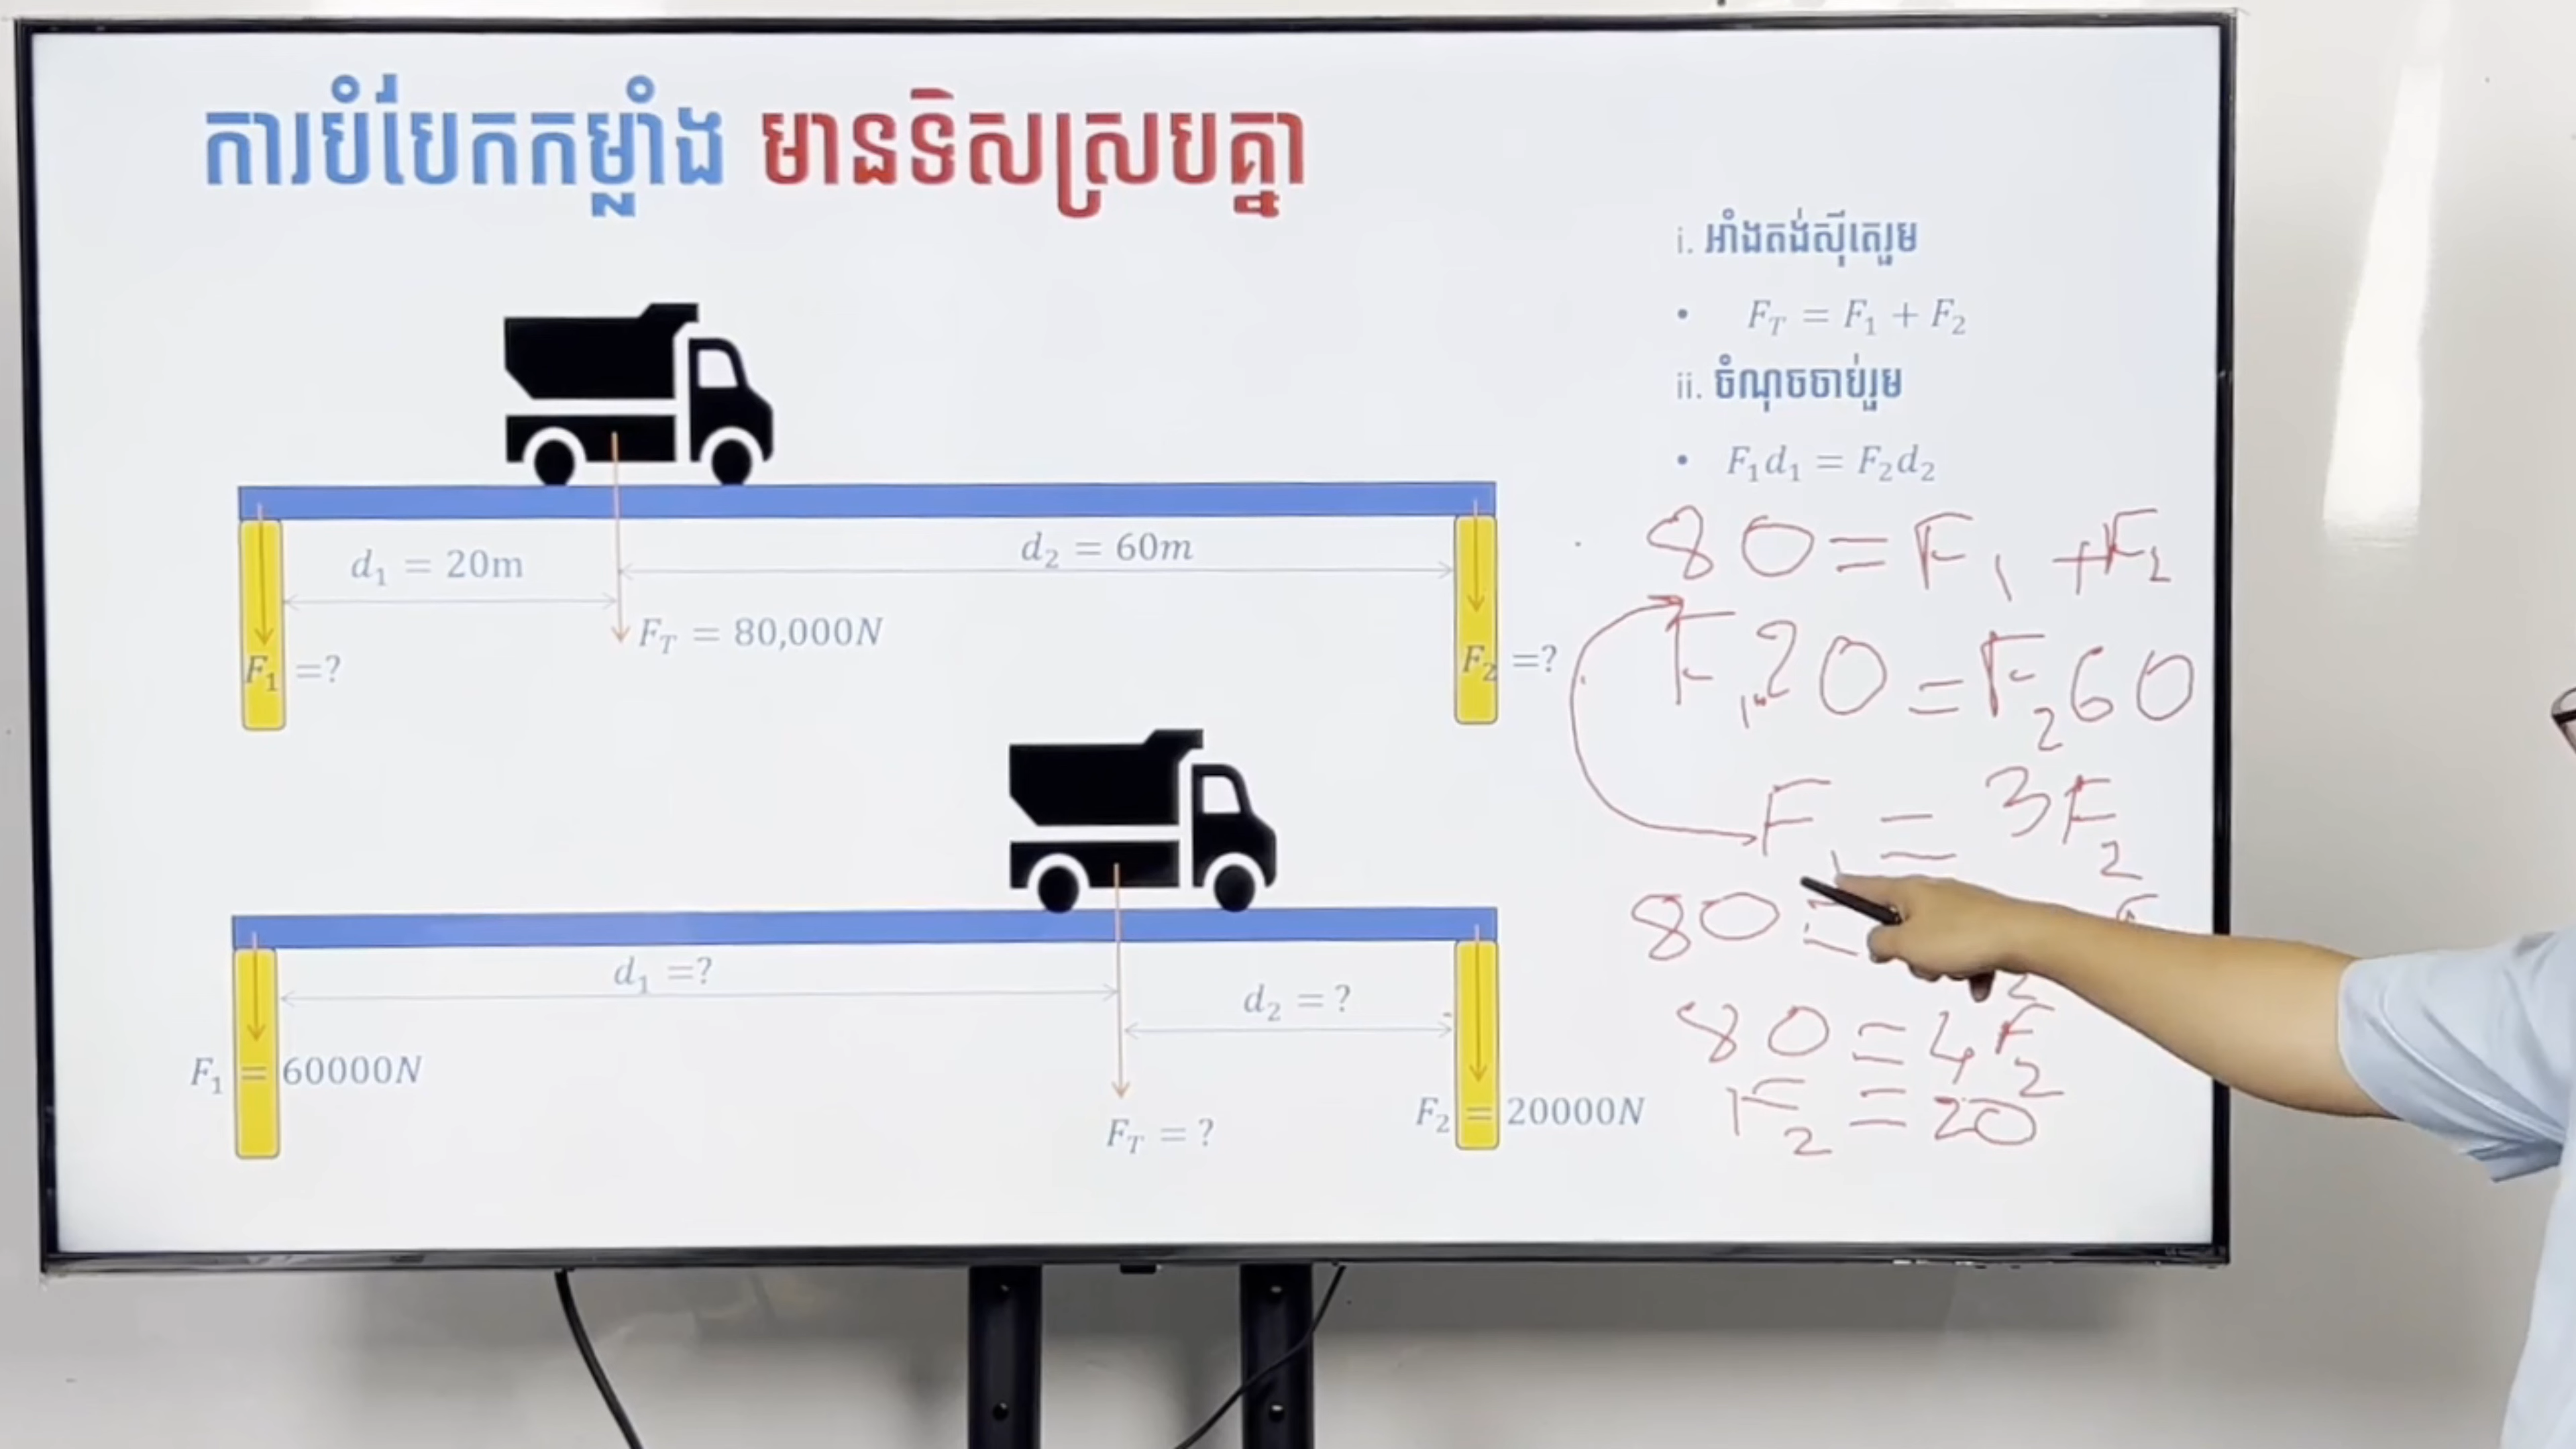 ការបំបែកកម្លាំង មានទិសស្របគ្នា
i. អាំងតង់ស៊ីតេរួម
• F_T = F_1 + F_2
ii. ចំណុចចាប់រួម
• F_1d_1 = F_2d_2
d_1 = 20m
d_2 = 60m
F_T = 80,000N
F_1 =?
F_2 =?
d_1 =?
d_2 = ?
F_1 = 60000N
F_T = ?
F_2 = 20000N
80 = F_1 + F_2
F_1 20 = F_2 60
F_1 = 3F_2
80 =
80 = 4F_2
F_2 = 20